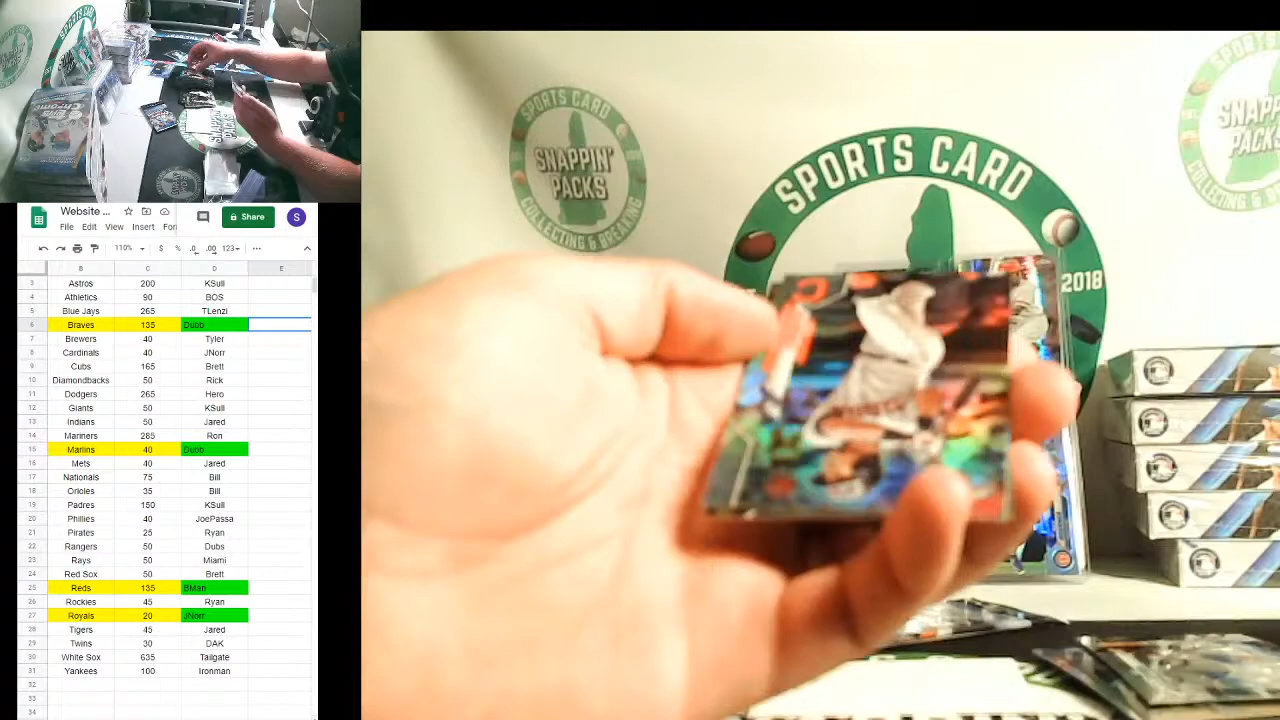 Website ...
Share
S
File Edit View Insert For
110% $ % .0 .00 123 ...
B C D E
3 Astros 200 KSull
4 Athletics 90 BOS
5 Blue Jays 265 TLenzi
6 Braves 135 Dubb
7 Brewers 40 Tyler
8 Cardinals 40 JNorr
9 Cubs 165 Brett
10 Diamondbacks 50 Rick
11 Dodgers 265 Hero
12 Giants 50 KSull
13 Indians 50 Jared
14 Mariners 285 Ron
15 Marlins 40 Dubb
16 Mets 40 Jared
17 Nationals 75 Bill
18 Orioles 35 Bill
19 Padres 150 KSull
20 Phillies 40 JoePassa
21 Pirates 25 Ryan
22 Rangers 50 Dubs
23 Rays 50 Miami
24 Red Sox 50 Brett
25 Reds 135 BMan
26 Rockies 45 Ryan
27 Royals 20 JNorr
28 Tigers 45 Jared
29 Twins 30 DAK
30 White Sox 635 Tailgate
31 Yankees 100 Ironman
32
33
34
SPORTS CARD
SNAPPIN'
PACKS
COLLECTING & BREAKING
SPORTS CARD
2018
SPORTS
SNAPPIN
PACKS
Chrome